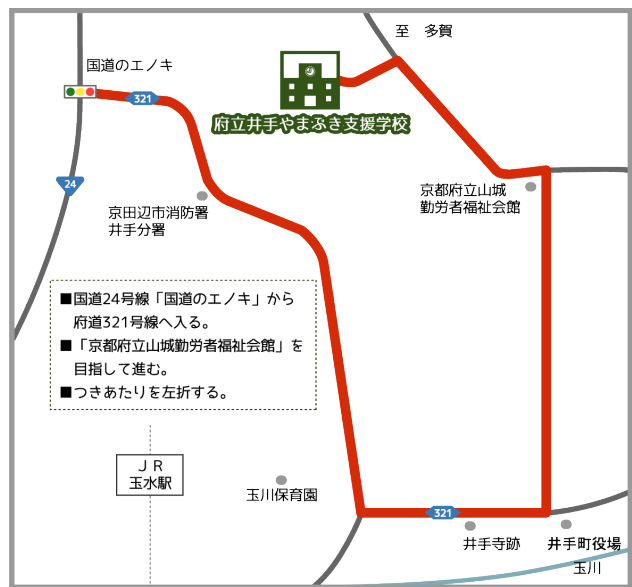 至　多賀
国道のエノキ
321
府立井手やまぶき支援学校
24
京田辺市消防署
井手分署
京都府立山城
勤労者福祉会館
■国道24号線「国道のエノキ」から
府道321号線へ入る。
■「京都府立山城勤労者福祉会館」を
目指して進む。
■つきあたりを左折する。
ＪＲ
玉水駅
玉川保育園
321
井手寺跡
井手町役場
玉川